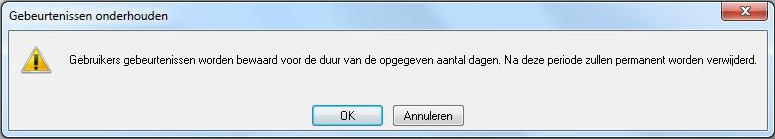 Gebeurtenissen onderhouden
Gebruikers gebeurtenissen worden bewaard voor de duur van de opgegeven aantal dagen. Na deze periode zullen permanent worden verwijderd.
OK
Annuleren